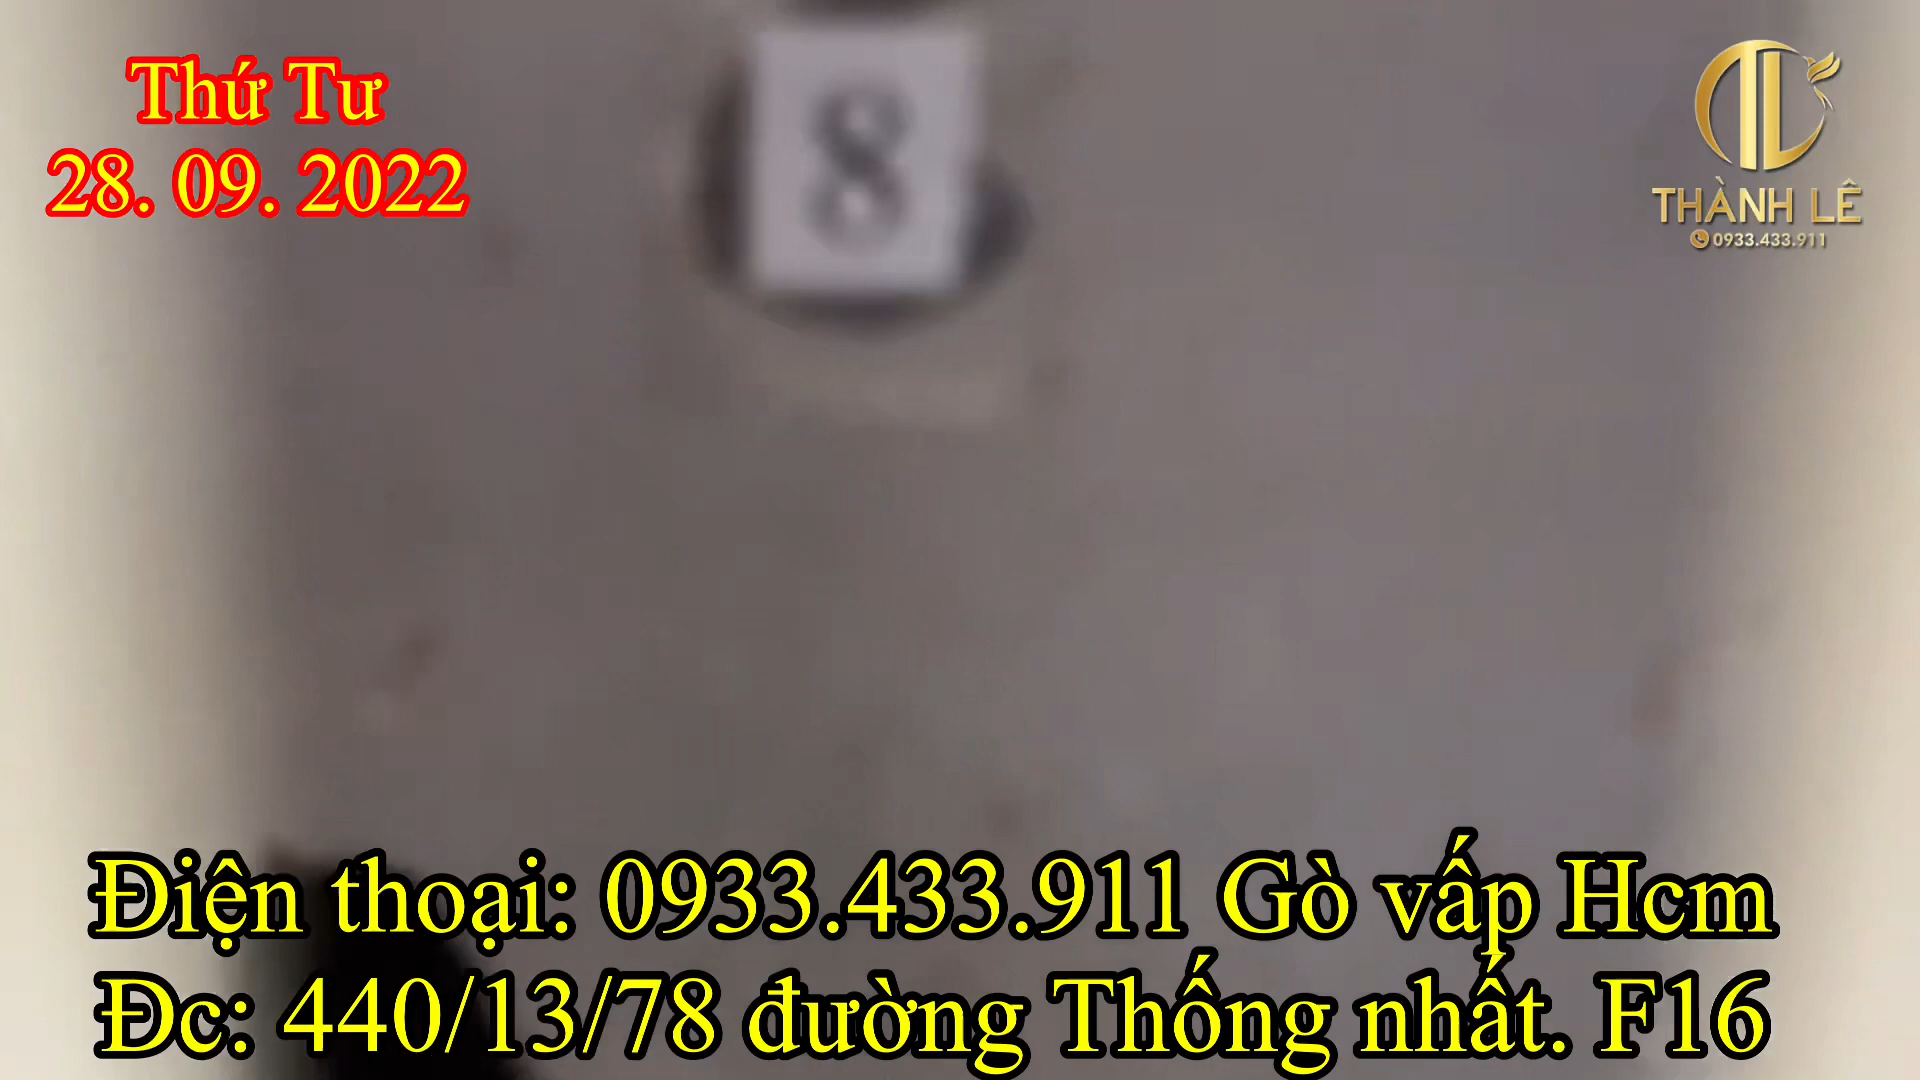 Thứ Tư
28. 09. 2022
8
THÀNH LÊ
0933.433.911
Điện thoại: 0933.433.911 Gò vấp Hcm
Đc: 440/13/78 đường Thống nhất. F16